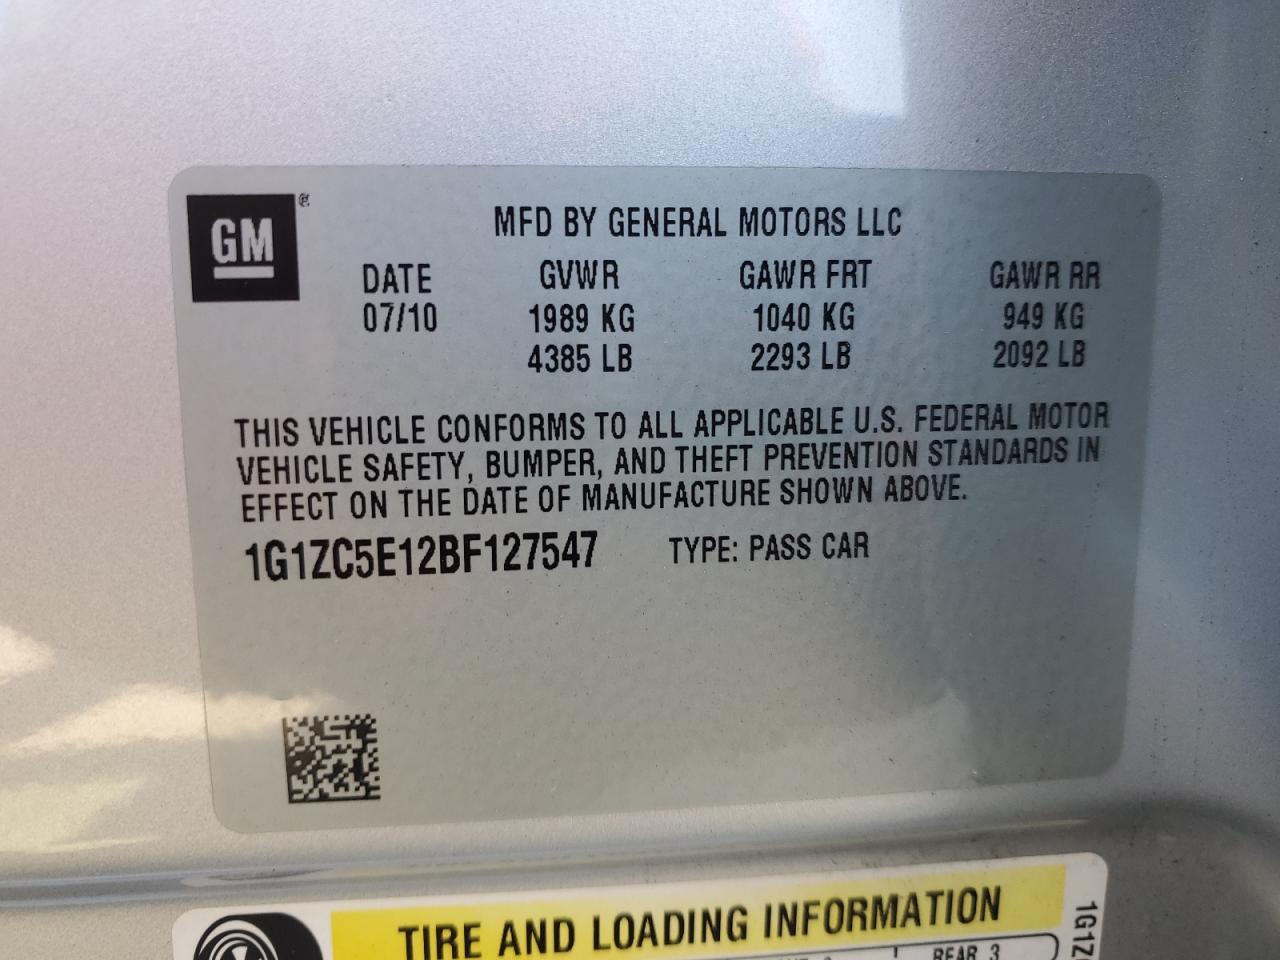 GM
MFD BY GENERAL MOTORS LLC
DATE GVWR GAWR FRT GAWR RR
07/10 1989 KG 1040 KG 949 KG
4385 LB 2293 LB 2092 LB
THIS VEHICLE CONFORMS TO ALL APPLICABLE U.S. FEDERAL MOTOR
VEHICLE SAFETY, BUMPER, AND THEFT PREVENTION STANDARDS IN
EFFECT ON THE DATE OF MANUFACTURE SHOWN ABOVE.
1G1ZC5E12BF127547 TYPE: PASS CAR
TIRE AND LOADING INFORMATION
REAR 3
1G1Z